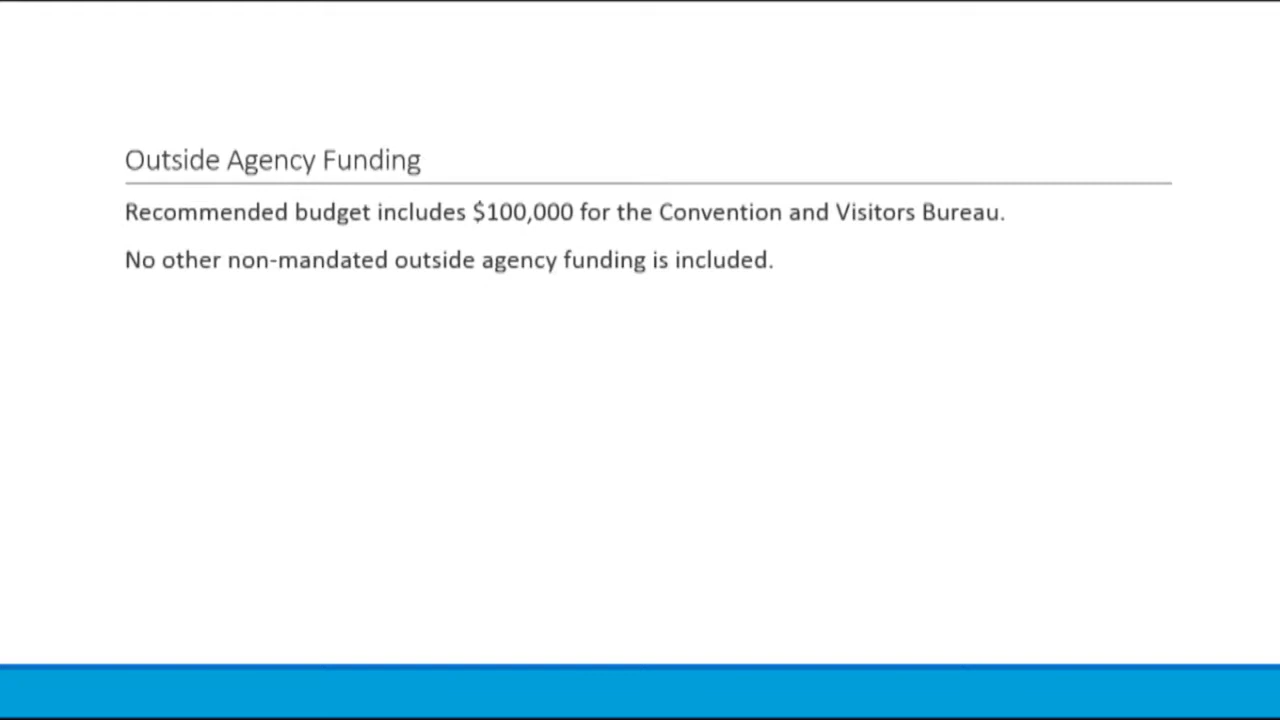 Outside Agency Funding
Recommended budget includes $100,000 for the Convention and Visitors Bureau.
No other non-mandated outside agency funding is included.